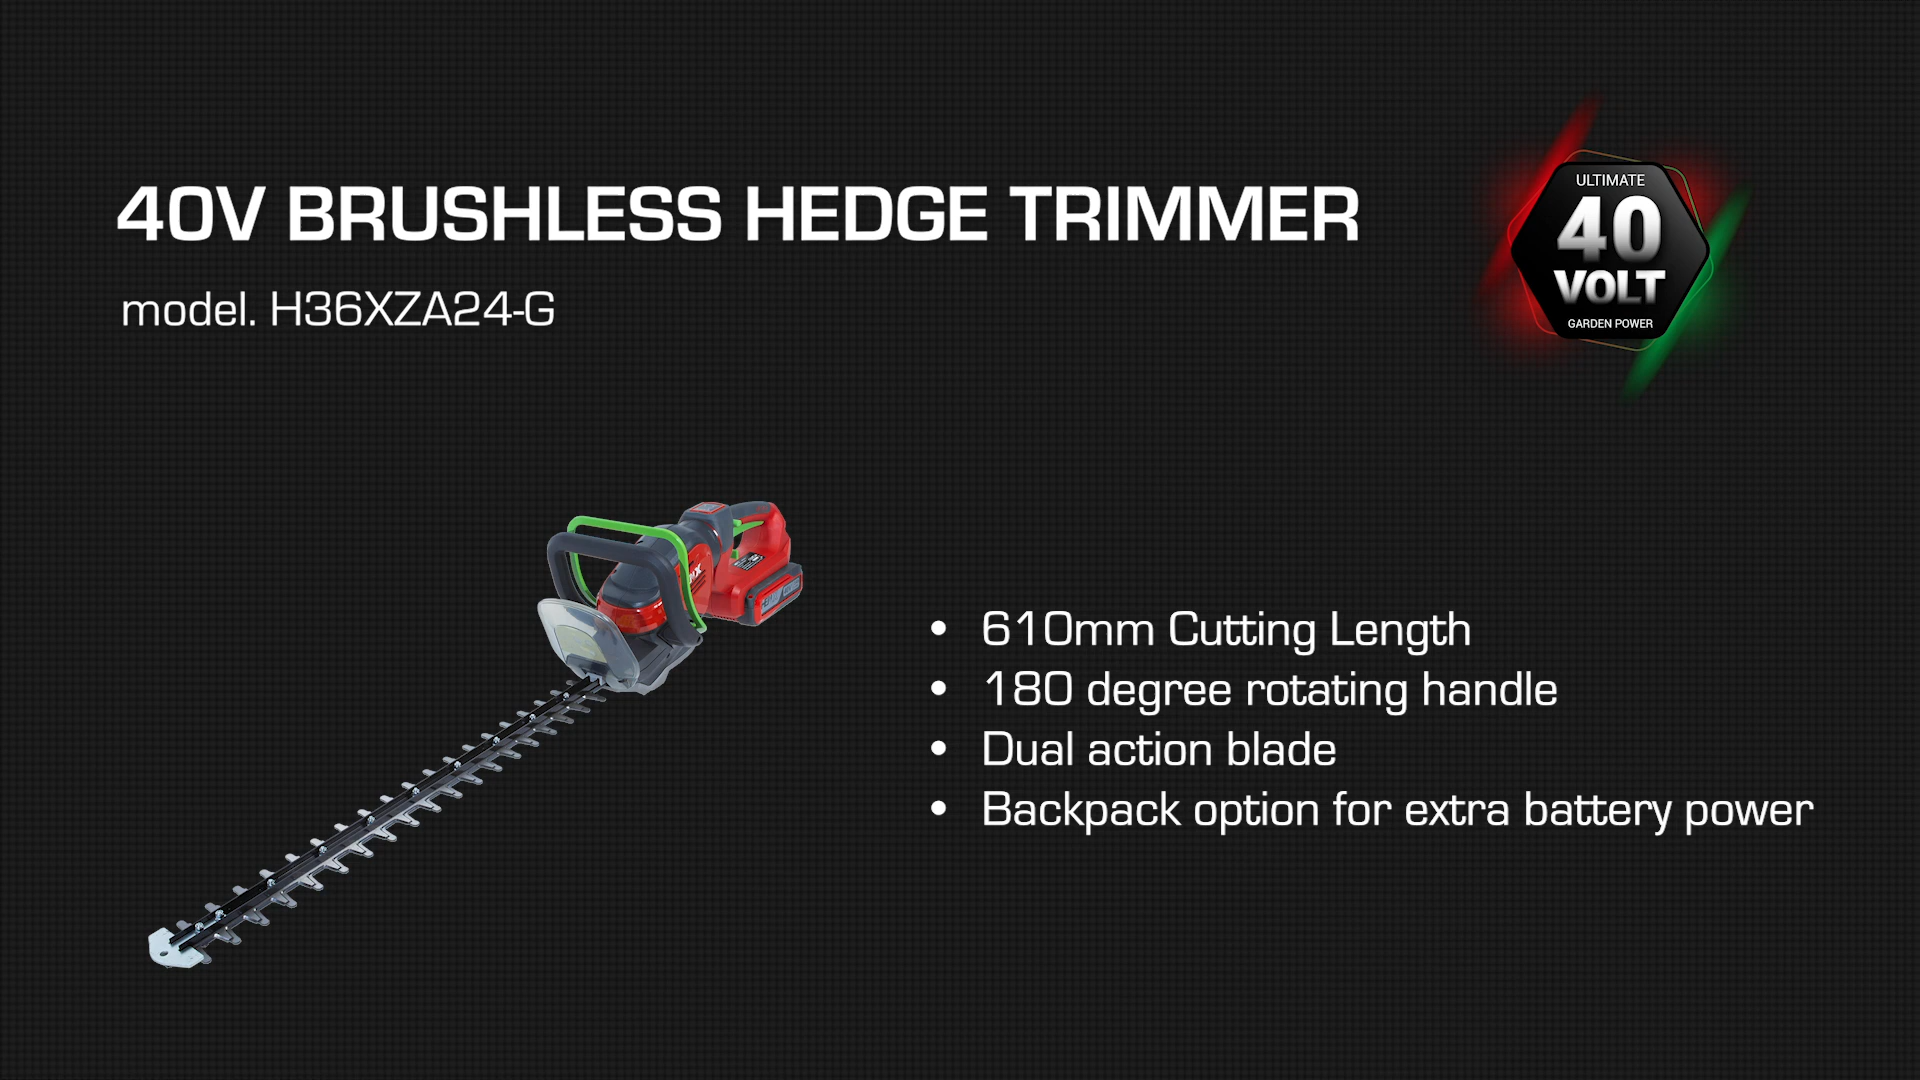 40V BRUSHLESS HEDGE TRIMMER
model. H36XZA24-G
ULTIMATE
40
VOLT
GARDEN POWER
• 610mm Cutting Length
• 180 degree rotating handle
• Dual action blade
• Backpack option for extra battery power